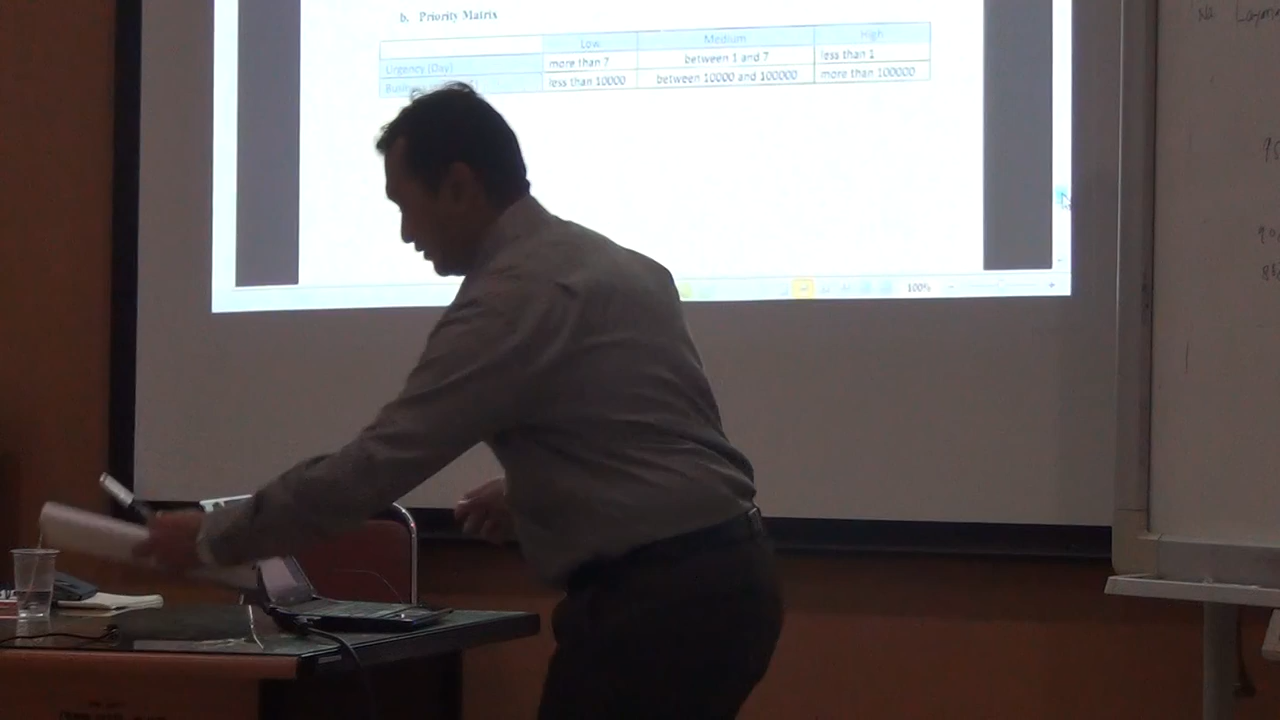 b. Priority Matrix
Low Medium High
Urgency (Day) more than 7 between 1 and 7 less than 1
less than 10000 between 10000 and 100000 more than 100000
100%